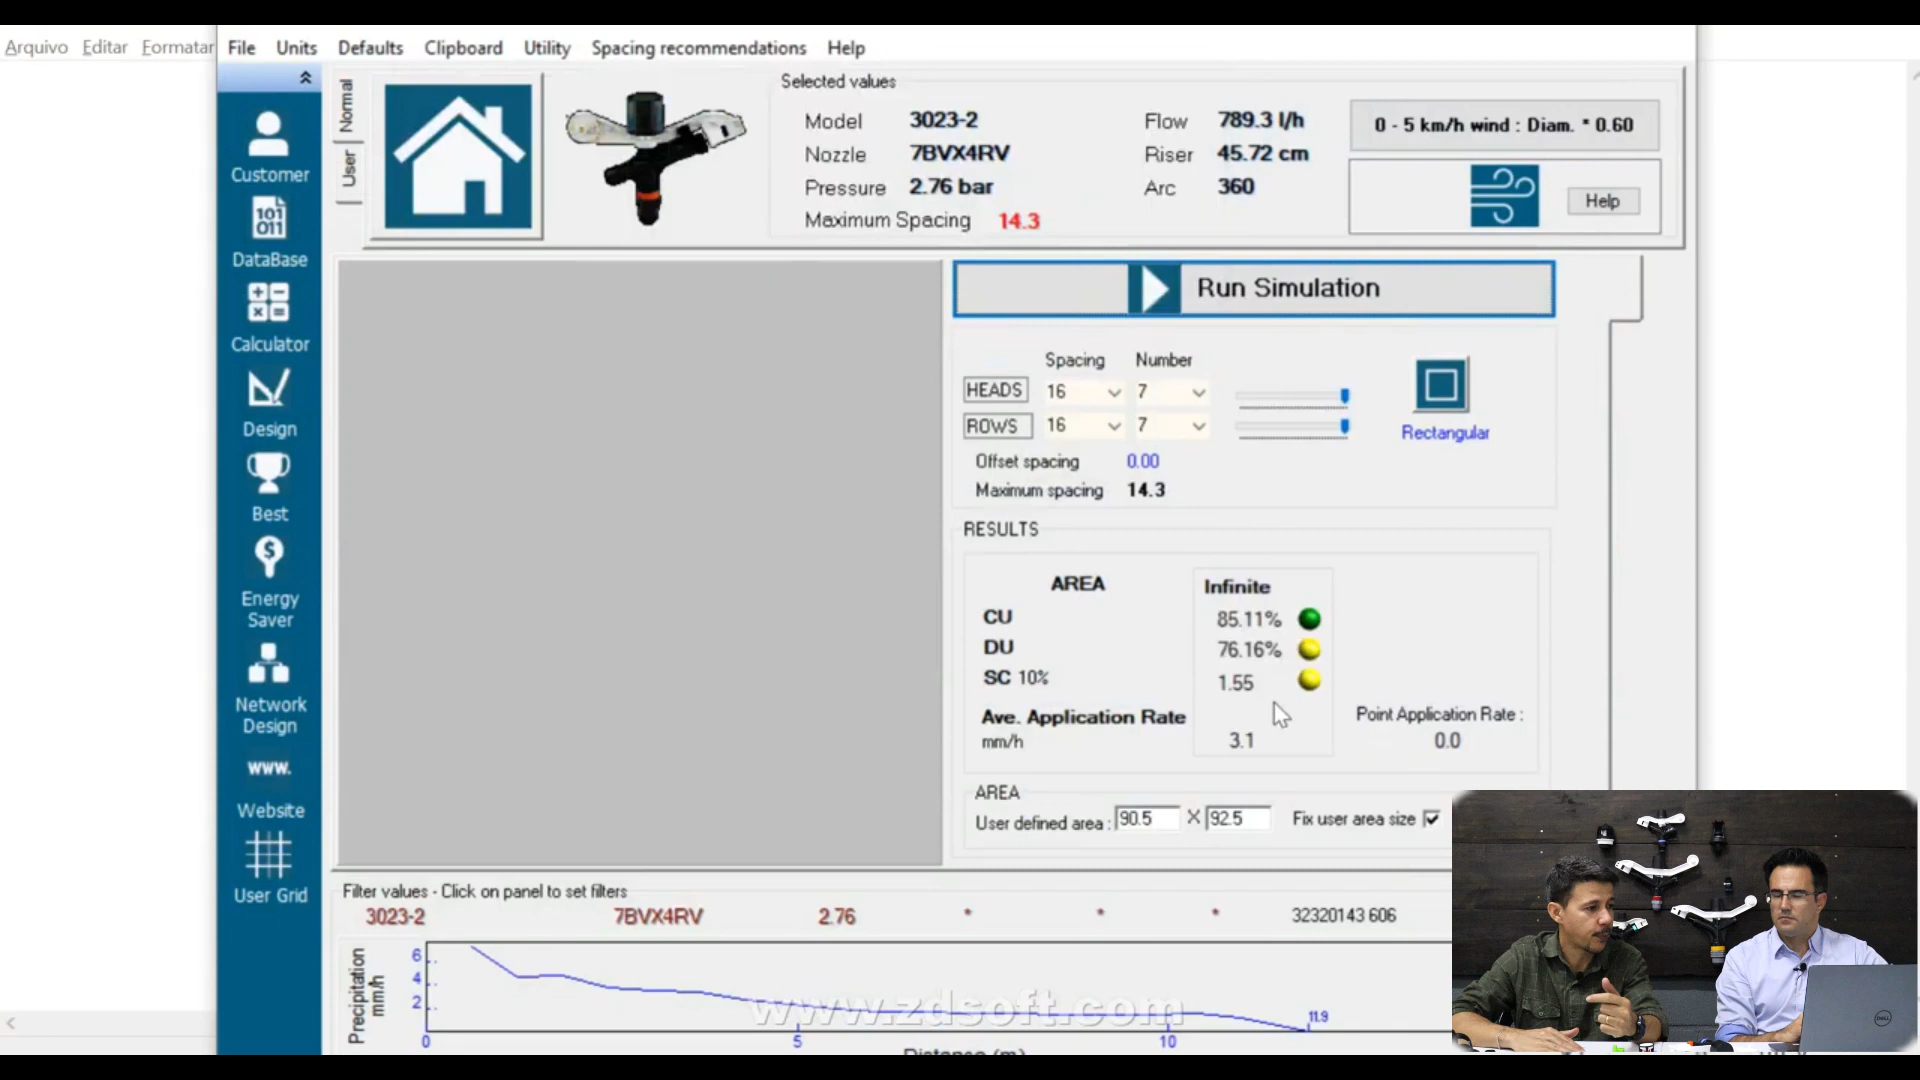 Arquivo Editar Formatar
File Units Defaults Clipboard Utility Spacing recommendations Help
Normal
User
Customer
101
011
DataBase
Calculator
Design
Best
Energy
Saver
Network
Design
www.
Website
User Grid
Selected values
Model 3023-2
Nozzle 7BVX4RV
Pressure 2.76 bar
Maximum Spacing 14.3
Flow 789.3 l/h
Riser 45.72 cm
Arc 360
0 - 5 km/h wind : Diam. * 0.60
Help
Run Simulation
Spacing Number
HEADS 16 7
ROWS 16 7
Rectangular
Offset spacing 0.00
Maximum spacing 14.3
RESULTS
AREA Infinite
CU 85.11%
DU 76.16%
SC 10% 1.55
Ave. Application Rate
mm/h 3.1
Point Application Rate :
0.0
AREA
User defined area : 90.5 X 92.5 Fix user area size
Filter values - Click on panel to set filters
3023-2 7BVX4RV 2.76 * * * 32320143 606
Precipitation
mm/h
6
4
2
0 5 10
11.9
Distance (m)
www.zdsoft.com
DELL